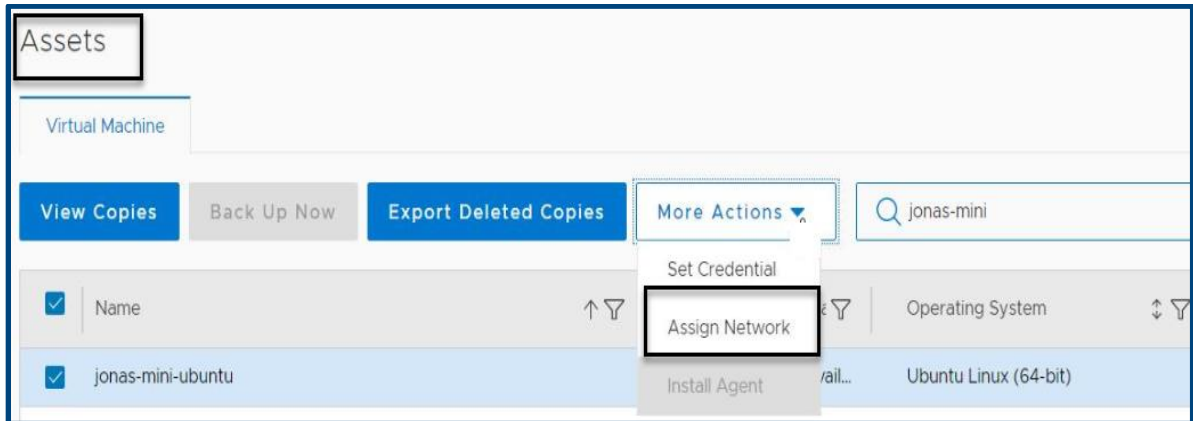 Assets
Virtual Machine
View Copies Back Up Now Export Deleted Copies More Actions jonas-mini
Set Credential
Name Operating System
Assign Network
jonas-mini-ubuntu Ubuntu Linux (64-bit)
Install Agent